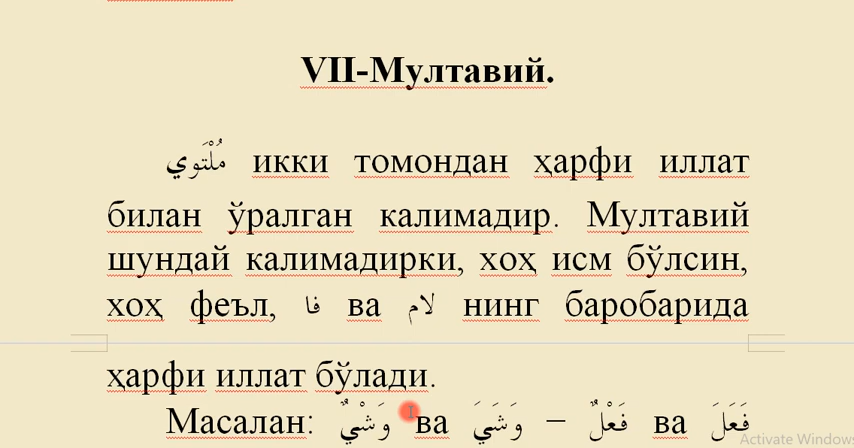 VII-Мултавий.
مُلْتَوي икки томондан ҳарфи иллат
билан ўралган калимадир. Мултавий
шундай калимадирки, хоҳ исм бўлсин,
хоҳ феъл, فا ва لام нинг баробарида
ҳарфи иллат бўлади.
Масалан: وَشْيٌ ва وَشَيَ – فَعْلٌ ва فَعَلَ
Activate Windows